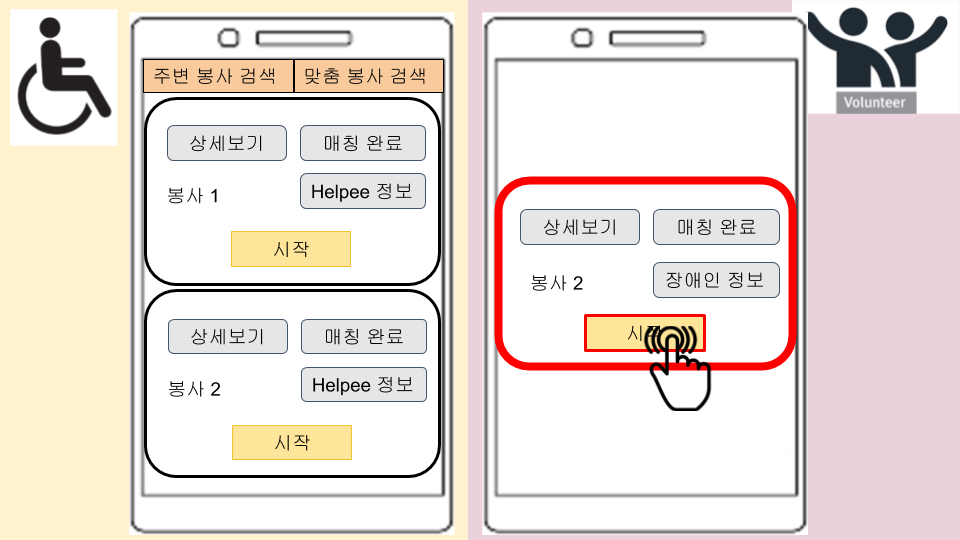 주변 봉사 검색
맞춤 봉사 검색
상세보기
매칭 완료
봉사 1
Helpee 정보
시작
상세보기
매칭 완료
봉사 2
Helpee 정보
시작
Volunteer
상세보기
매칭 완료
봉사 2
장애인 정보